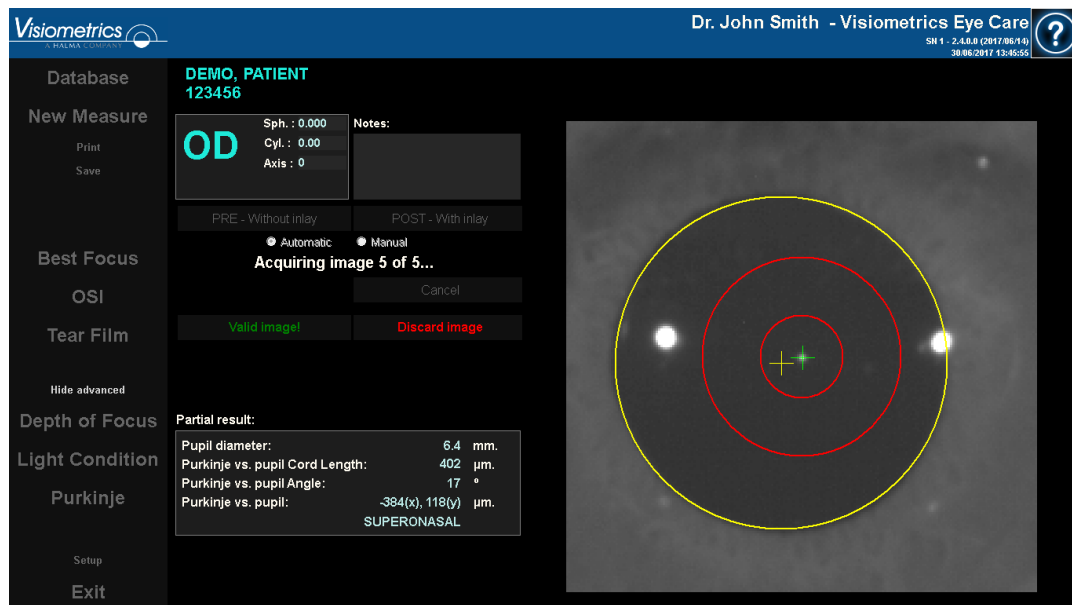 Visiometrics
A HALMA COMPANY
Dr. John Smith - Visiometrics Eye Care
SN 1 - 2.4.0.0 (2017/06/14)
30/06/2017 13:45:55
?
Database
New Measure
Print
Save
Best Focus
OSI
Tear Film
Hide advanced
Depth of Focus
Light Condition
Purkinje
Setup
Exit
DEMO, PATIENT
123456
OD
Sph. : 0.000
Cyl. : 0.00
Axis : 0
Notes:
PRE - Without inlay
POST - With inlay
Automatic
Manual
Acquiring image 5 of 5...
Cancel
Valid image!
Discard image
Partial result:
Pupil diameter: 6.4 mm.
Purkinje vs. pupil Cord Length: 402 µm.
Purkinje vs. pupil Angle: 17 º
Purkinje vs. pupil: -384(x), 118(y) µm.
SUPERONASAL